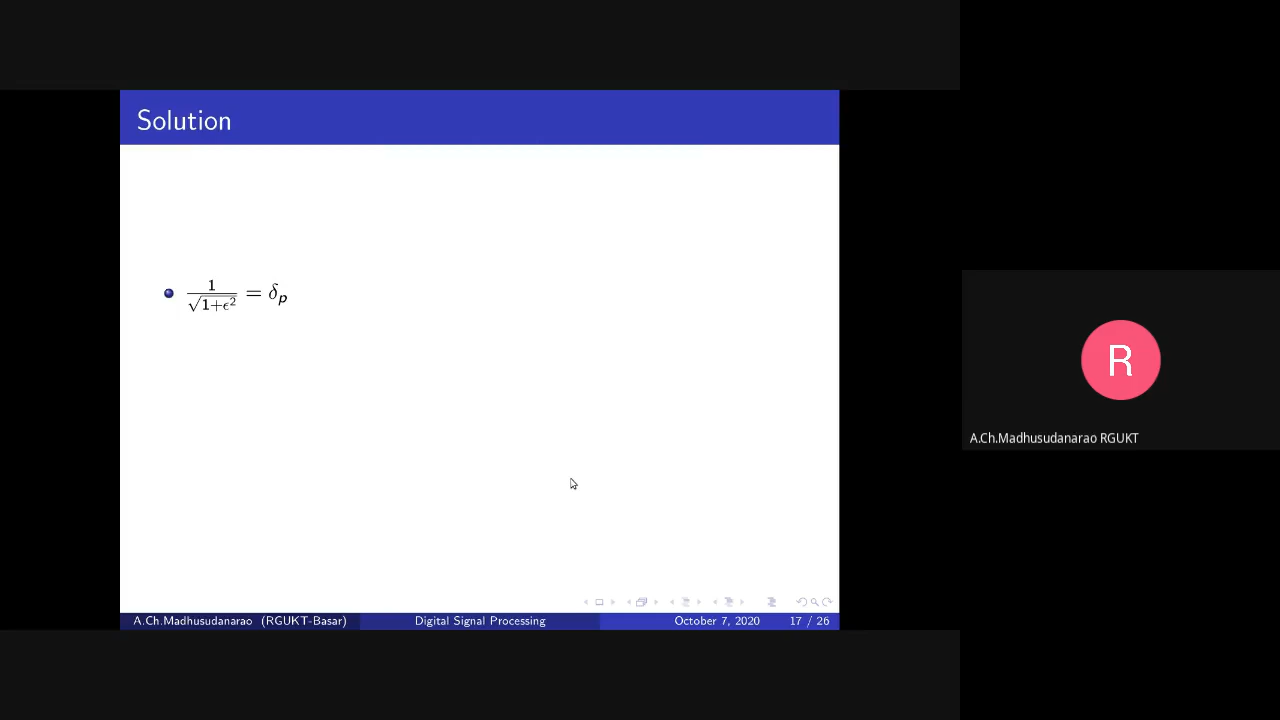 Solution
1/√(1+ϵ²) = δₚ
R
A.Ch.Madhusudanarao RGUKT
A.Ch.Madhusudanarao (RGUKT-Basar) Digital Signal Processing October 7, 2020 17 / 26